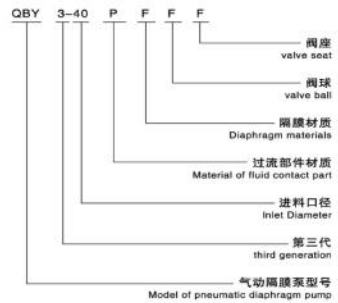 QBY 3-40 P F F F
阀座
valve seat
阀球
valve ball
隔膜材质
Diaphragm materials
过流部件材质
Material of fluid contact part
进料口径
Inlet Diameter
第三代
third generation
气动隔膜泵型号
Model of pneumatic diaphragm pump